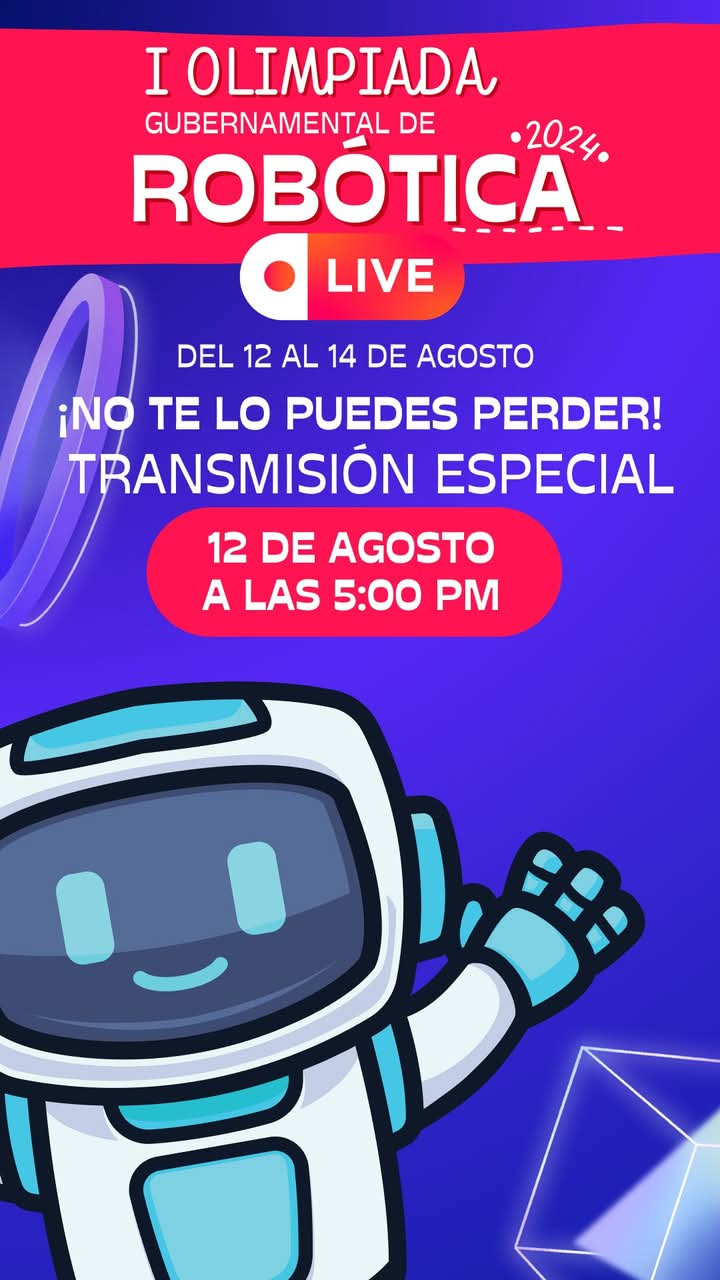 I OLIMPIADA
GUBERNAMENTAL DE
•2024•
ROBÓTICA
LIVE
DEL 12 AL 14 DE AGOSTO
¡NO TE LO PUEDES PERDER!
TRANSMISIÓN ESPECIAL
12 DE AGOSTO
A LAS 5:00 PM